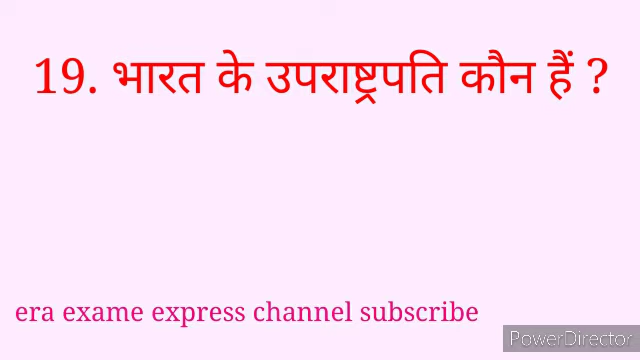 19. भारत के उपराष्ट्रपति कौन हैं ?
era exame express channel subscribe
PowerDirector